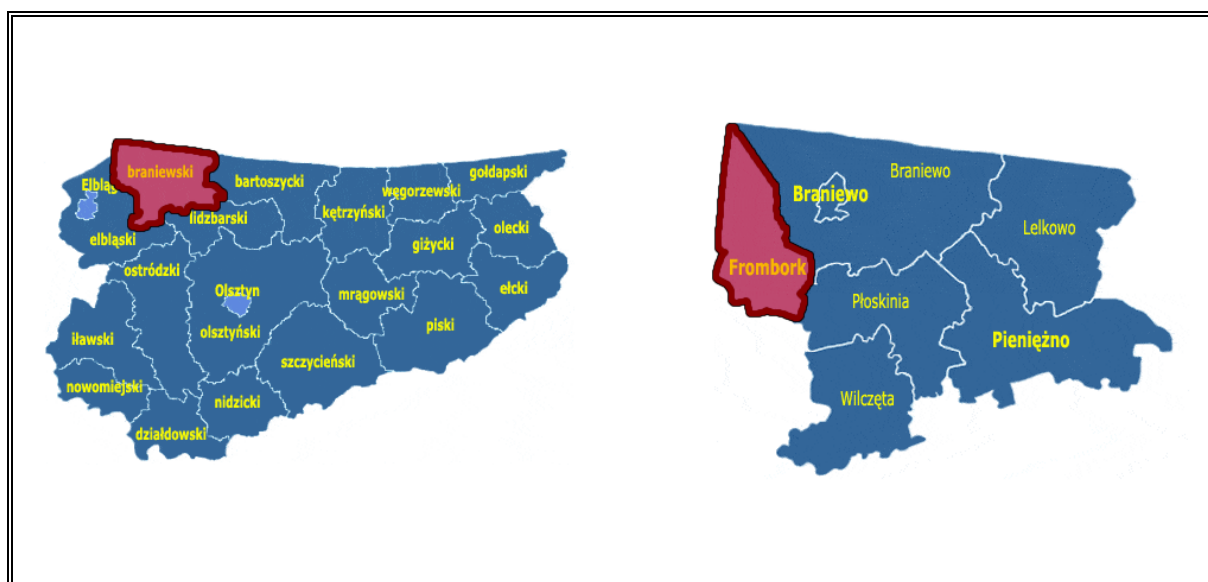 braniewski
Elbląg
bartoszycki
gołdapski
węgorzewski
kętrzyński
lidzbarski
elbląski
olecki
giżycki
ostródzki
Olsztyn
mrągowski
ełcki
olsztyński
piski
iławski
szczycieński
nowomiejski
nidzicki
działdowski
Braniewo
Braniewo
Lelkowo
Frombork
Płoskinia
Pieniężno
Wilczęta